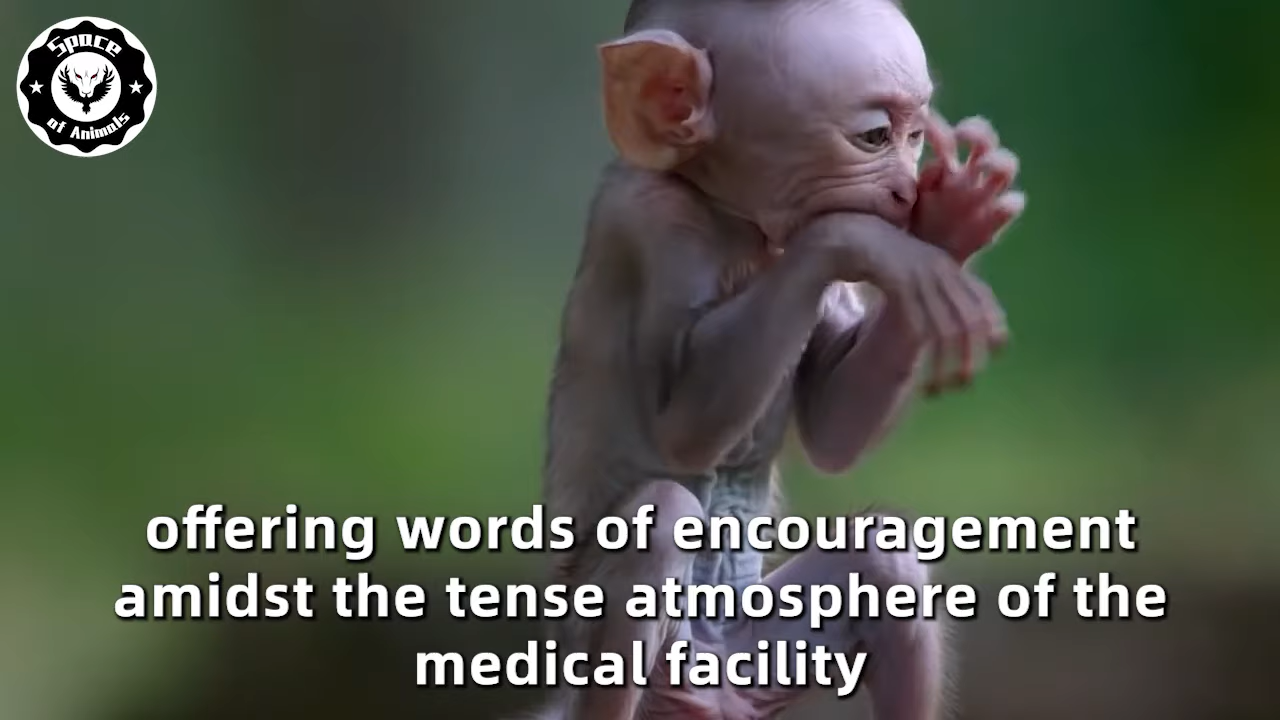 Space
of Animals
offering words of encouragement
amidst the tense atmosphere of the
medical facility